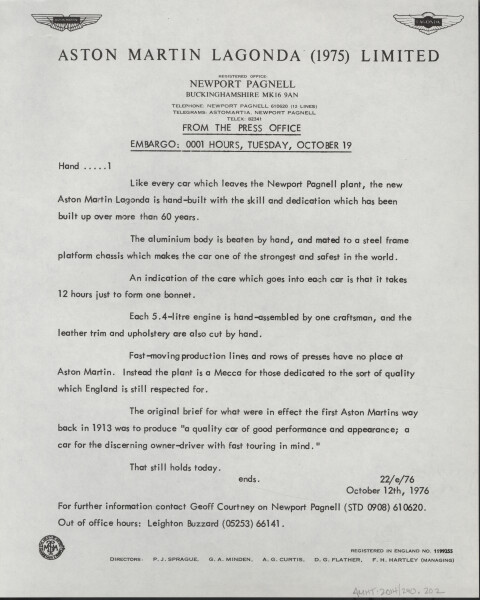 ASTON MARTIN LAGONDA (1975) LIMITED
REGISTERED OFFICE
NEWPORT PAGNELL
BUCKINGHAMSHIRE MK16 9AN
TELEPHONE: NEWPORT PAGNELL 610620 (12 LINES)
TELEGRAMS: ASTOMARTIA, NEWPORT PAGNELL
TELEX: 82341
FROM THE PRESS OFFICE
EMBARGO: 0001 HOURS, TUESDAY, OCTOBER 19
Hand .....1
Like every car which leaves the Newport Pagnell plant, the new
Aston Martin Lagonda is hand-built with the skill and dedication which has been
built up over more than 60 years.
The aluminium body is beaten by hand, and mated to a steel frame
platform chassis which makes the car one of the strongest and safest in the world.
An indication of the care which goes into each car is that it takes
12 hours just to form one bonnet.
Each 5.4-litre engine is hand-assembled by one craftsman, and the
leather trim and upholstery are also cut by hand.
Fast-moving production lines and rows of presses have no place at
Aston Martin. Instead the plant is a Mecca for those dedicated to the sort of quality
which England is still respected for.
The original brief for what were in effect the first Aston Martins way
back in 1913 was to produce "a quality car of good performance and appearance; a
car for the discerning owner-driver with fast touring in mind."
That still holds today.
ends. 22/e/76
October 12th, 1976
For further information contact Geoff Courtney on Newport Pagnell (STD 0908) 610620.
Out of office hours: Leighton Buzzard (05253) 66141.
REGISTERED IN ENGLAND NO. 1199255
DIRECTORS: P. J. SPRAGUE, G. A. MINDEN, A. G. CURTIS, D. G. FLATHER, F. H. HARTLEY (MANAGING)